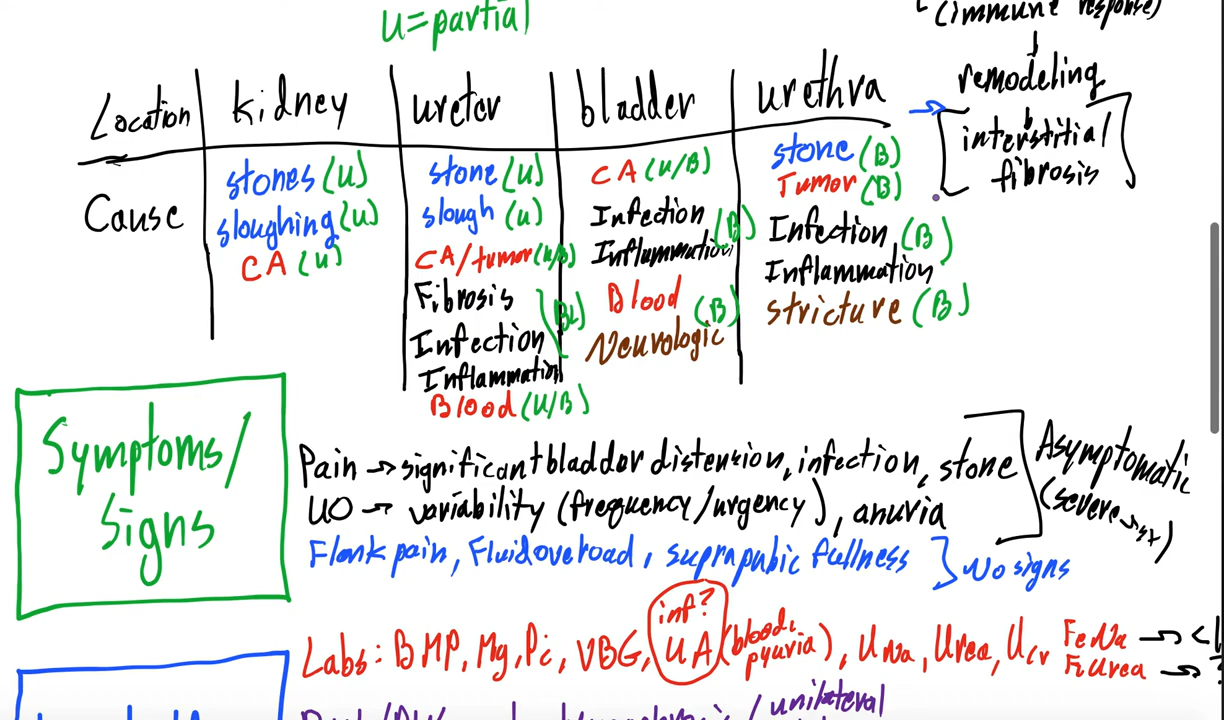 u=partial
(immune response)
remodeling
interstitial
fibrosis
Location kidney ureter bladder urethra
Cause
stones (u)
sloughing (u)
CA (u)
stone (u)
slough (u)
CA/tumor (u/B)
Fibrosis
Infection
Inflammation
Blood (u/B)
CA (u/B)
Infection
Inflammation
(B)
Blood
Neurologic
(B)
stone (B)
Tumor (B)
Infection (B)
Inflammation
stricture (B)
Symptoms/
Signs
Pain → significant bladder distension, infection, stone
UO → variability (frequency/urgency), anuria
Asymptomatic
Flank pain, Fluid overoad, suprapubic fullness
No signs
inf?
Labs: BMP, Mg, Pi, VBG, UA (blood, pyuria), UNa, Urea, Ucr
FeNa → <1
FeUrea →
unilateral